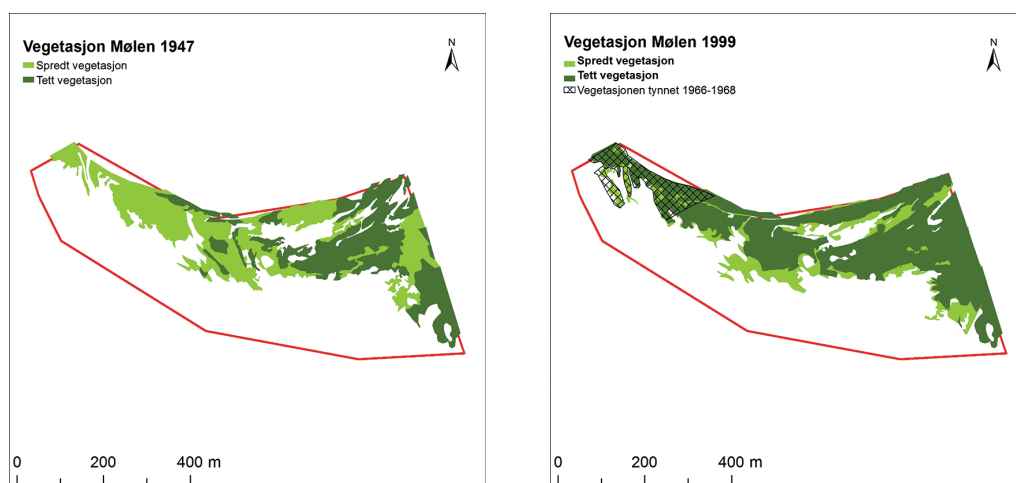 Vegetasjon Mølen 1947
Spredt vegetasjon
Tett vegetasjon
N
0 200 400 m
Vegetasjon Mølen 1999
Spredt vegetasjon
Tett vegetasjon
Vegetasjonen tynnet 1966-1968
N
0 200 400 m